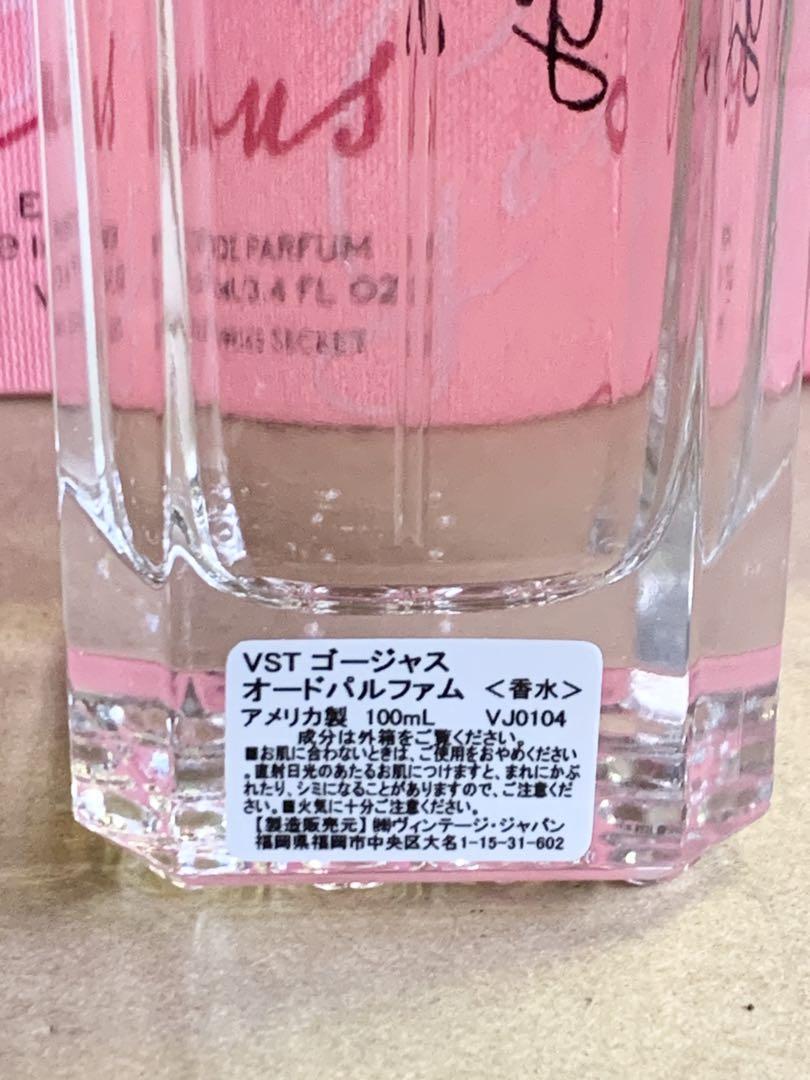 PARFUM
3.4 FL OZ
SECRET
VST ゴージャス
オードパルファム <香水>
アメリカ製 100mL VJ0104
成分は外箱をご覧ください。
■お肌に合わないときは、ご使用をおやめください
。直射日光のあたるお肌につけますと、まれにかぶ
れたり、シミになることがありますので、ご注意くだ
さい。■火気に十分ご注意ください。
【製造販売元】㈱ヴィンテージ・ジャパン
福岡県福岡市中央区大名1-15-31-602